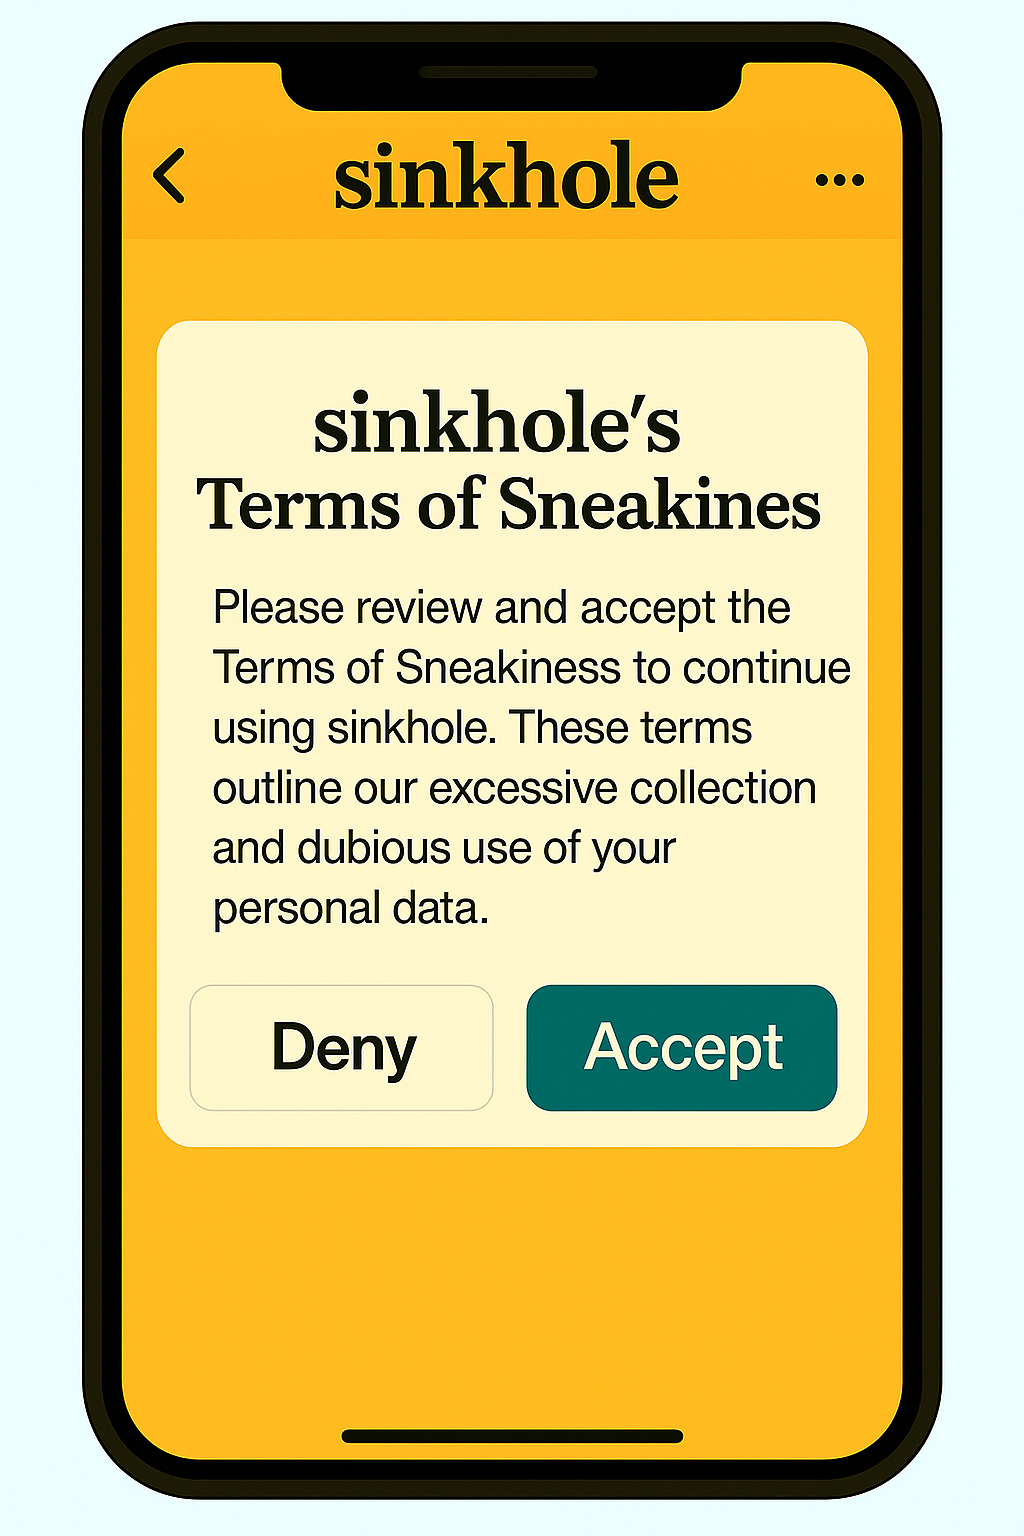 sinkhole
sinkhole's
Terms of Sneakines
Please review and accept the
Terms of Sneakiness to continue
using sinkhole. These terms
outline our excessive collection
and dubious use of your
personal data.
Deny
Accept